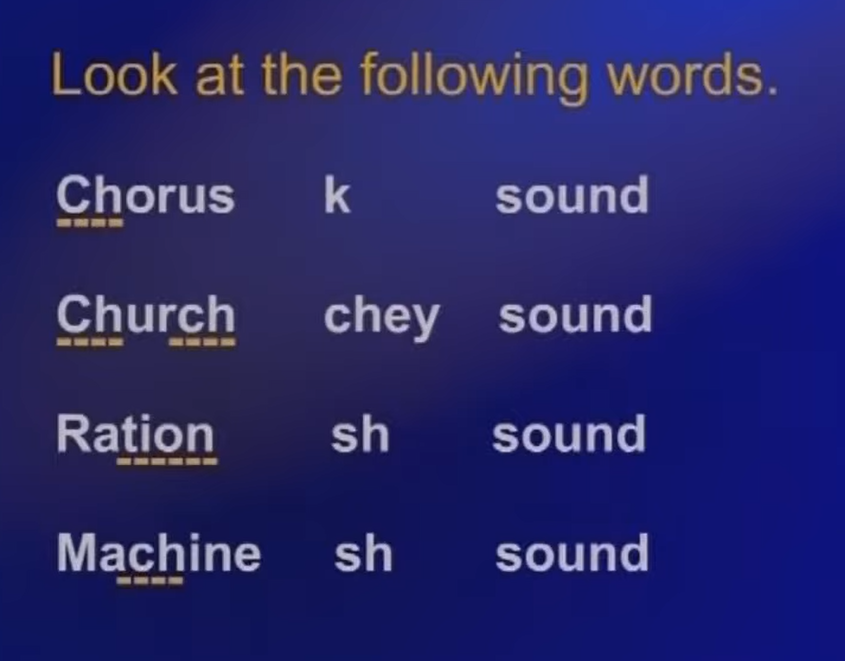 Look at the following words.
Chorus k sound
Church chey sound
Ration sh sound
Machine sh sound